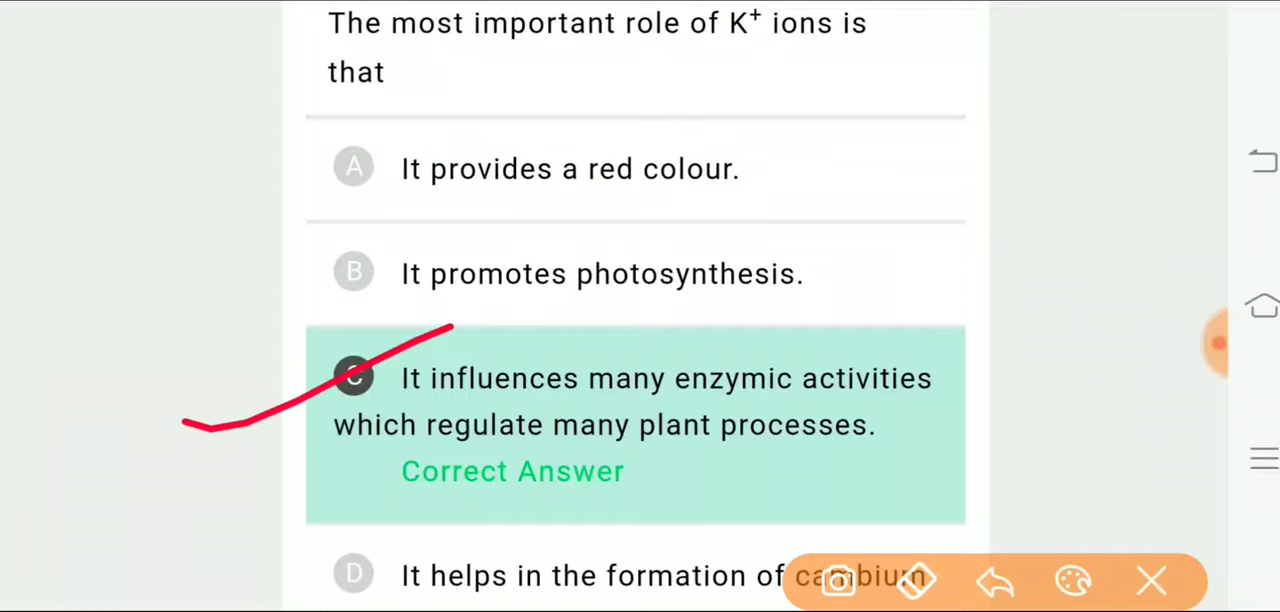 The most important role of K⁺ ions is
that
A It provides a red colour.
B It promotes photosynthesis.
C It influences many enzymic activities
which regulate many plant processes.
Correct Answer
D It helps in the formation of cambium